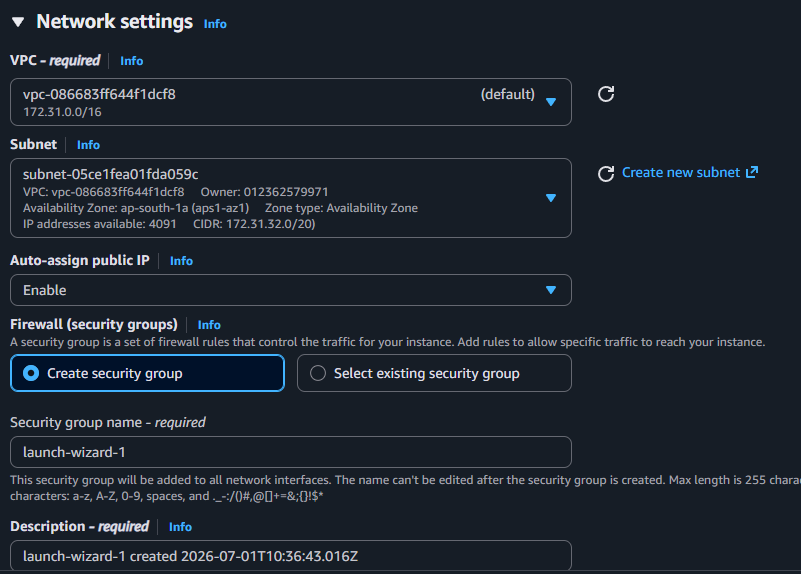 Network settings Info
VPC - required Info
vpc-086683ff644f1dcf8 (default)
172.31.0.0/16
Subnet Info
subnet-05ce1fea01fda059c
VPC: vpc-086683ff644f1dcf8 Owner: 012362579971
Availability Zone: ap-south-1a (aps1-az1) Zone type: Availability Zone
IP addresses available: 4091 CIDR: 172.31.32.0/20)
Create new subnet
Auto-assign public IP Info
Enable
Firewall (security groups) Info
A security group is a set of firewall rules that control the traffic for your instance. Add rules to allow specific traffic to reach your instance.
Create security group
Select existing security group
Security group name - required
launch-wizard-1
This security group will be added to all network interfaces. The name can't be edited after the security group is created. Max length is 255 chara
characters: a-z, A-Z, 0-9, spaces, and ._-:/()#,@[]+=&;{}!$*
Description - required Info
launch-wizard-1 created 2026-07-01T10:36:43.016Z